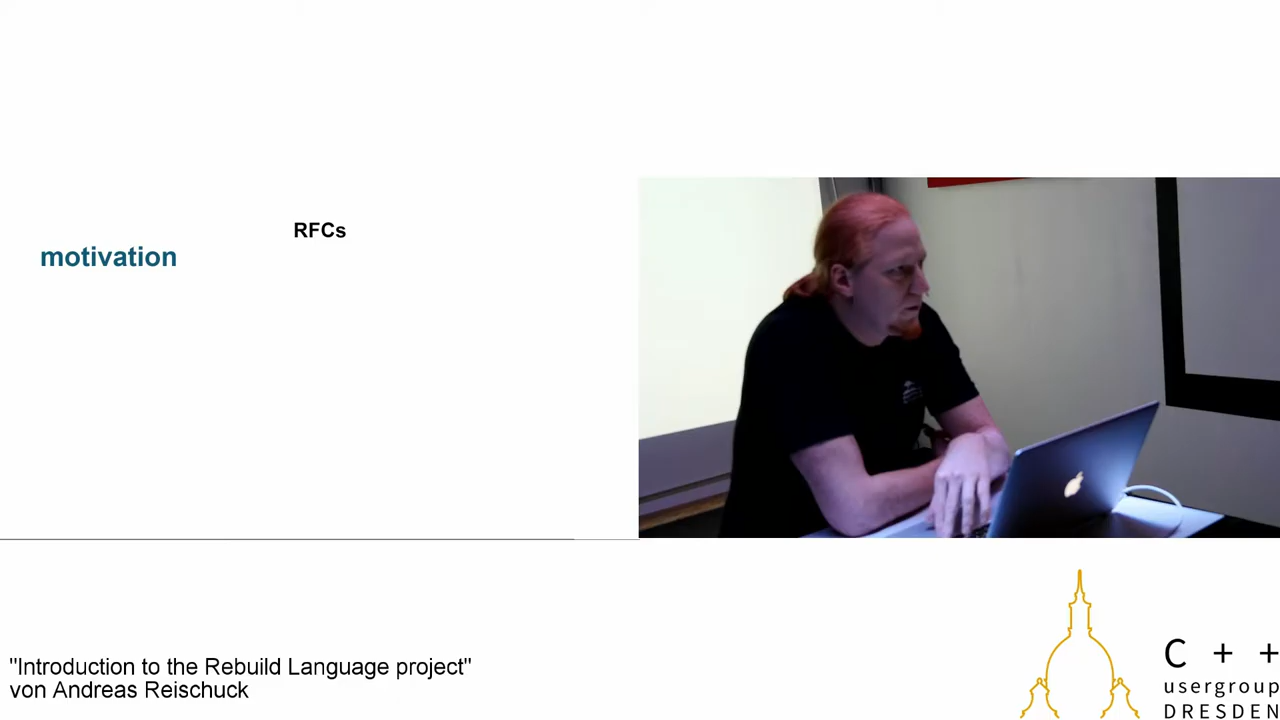 RFCs
motivation
"Introduction to the Rebuild Language project"
von Andreas Reischuck
C + +
usergroup
DRESDEN